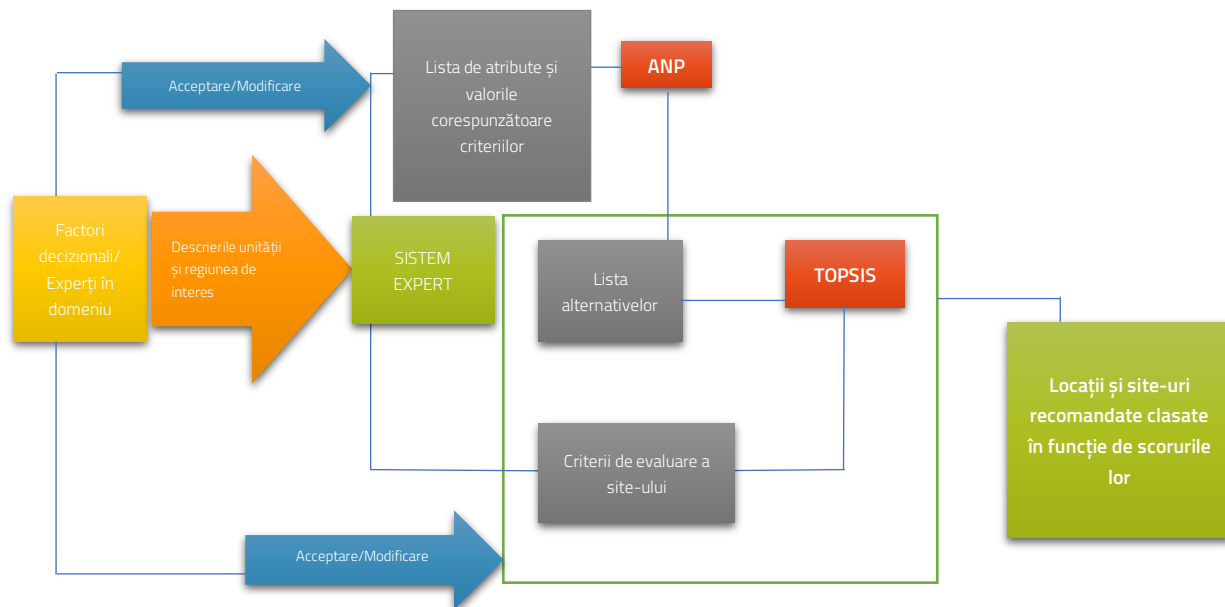 Acceptare/Modificare
Lista de atribute și
valorile
corespunzătoare
criteriilor
ANP
Factori
decizionali/
Experți în
domeniu
Descrierile unității
și regiunea de
interes
SISTEM
EXPERT
Lista
alternativelor
TOPSIS
Criterii de evaluare a
site-ului
Acceptare/Modificare
Locații și site-uri
recomandate clasate
în funcție de scorurile
lor